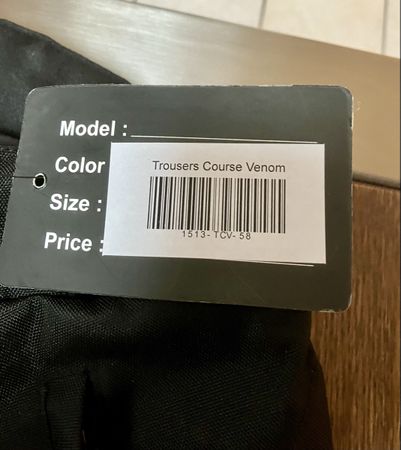 Model :
Color
Size :
Price :
Trousers Course Venom
1513- TCV- 58